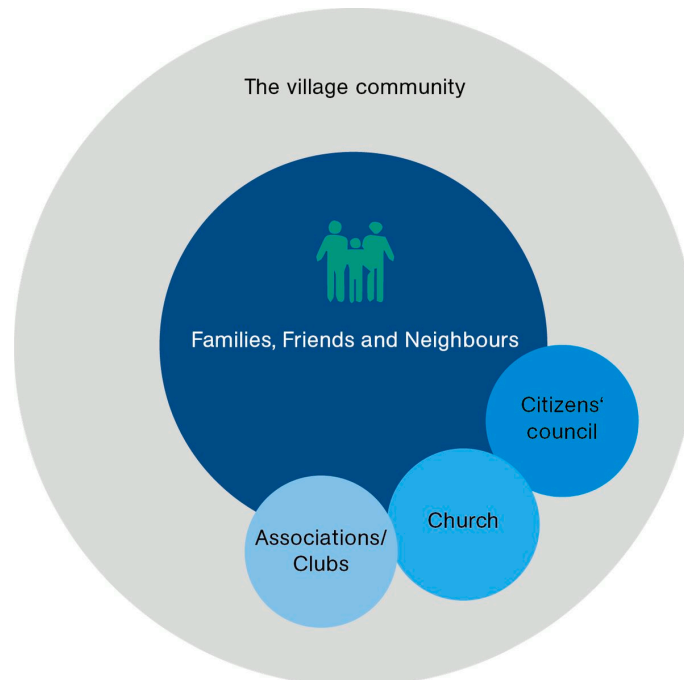 The village community
Families, Friends and Neighbours
Citizens‘
council
Church
Associations/
Clubs